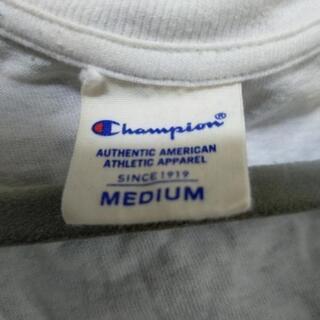 Champion®
AUTHENTIC AMERICAN
ATHLETIC APPAREL
SINCE 1919
MEDIUM